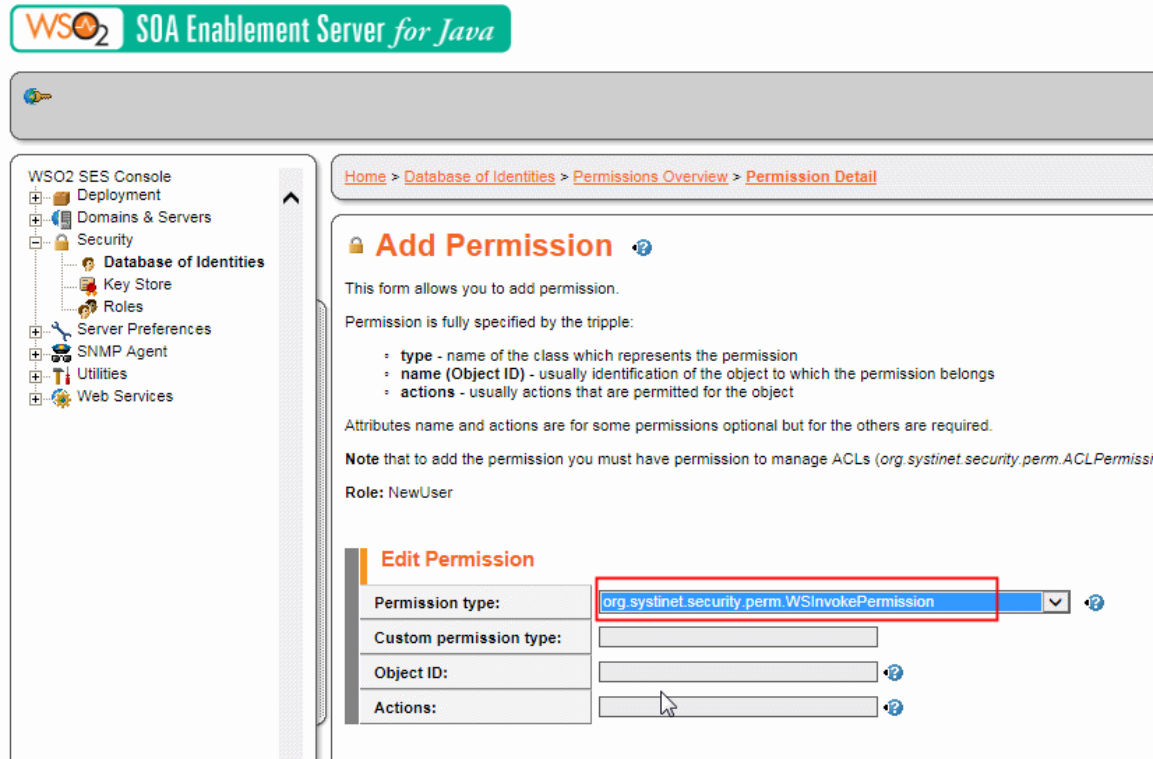 WSO2 SOA Enablement Server for Java
WSO2 SES Console
Deployment
Domains & Servers
Security
Database of Identities
Key Store
Roles
Server Preferences
SNMP Agent
Utilities
Web Services
Home > Database of Identities > Permissions Overview > Permission Detail
Add Permission
This form allows you to add permission.
Permission is fully specified by the tripple:
type - name of the class which represents the permission
name (Object ID) - usually identification of the object to which the permission belongs
actions - usually actions that are permitted for the object
Attributes name and actions are for some permissions optional but for the others are required.
Note that to add the permission you must have permission to manage ACLs (org.systinet.security.perm.ACLPermissi
Role: NewUser
Edit Permission
Permission type: org.systinet.security.perm.WSInvokePermission
Custom permission type:
Object ID:
Actions: